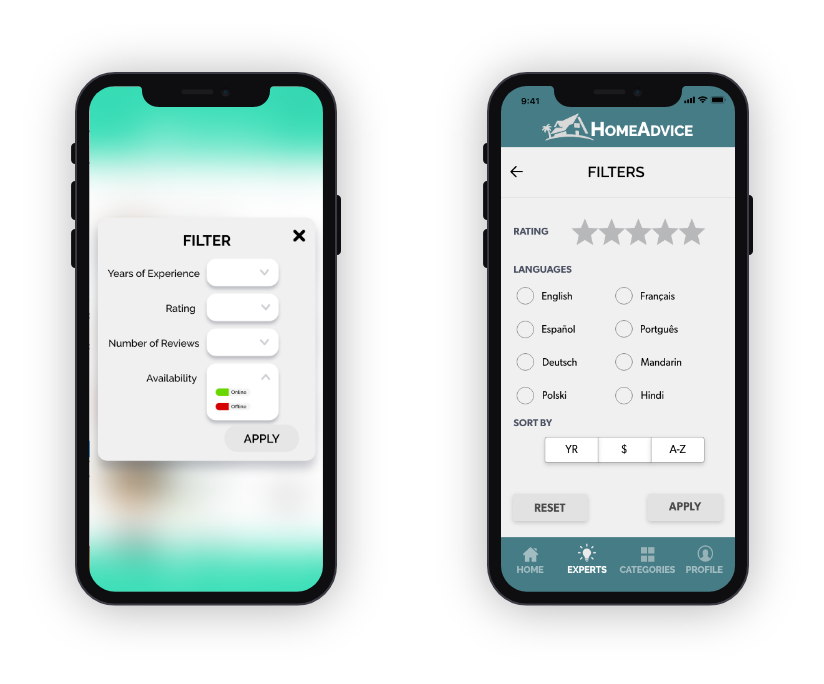 FILTER
Years of Experience
Rating
Number of Reviews
Availability
Online
Offline
APPLY
9:41
HOMEADVICE
FILTERS
RATING
LANGUAGES
English
Français
Español
Portguês
Deutsch
Mandarin
Polski
Hindi
SORT BY
YR
$
A-Z
RESET
APPLY
HOME
EXPERTS
CATEGORIES
PROFILE